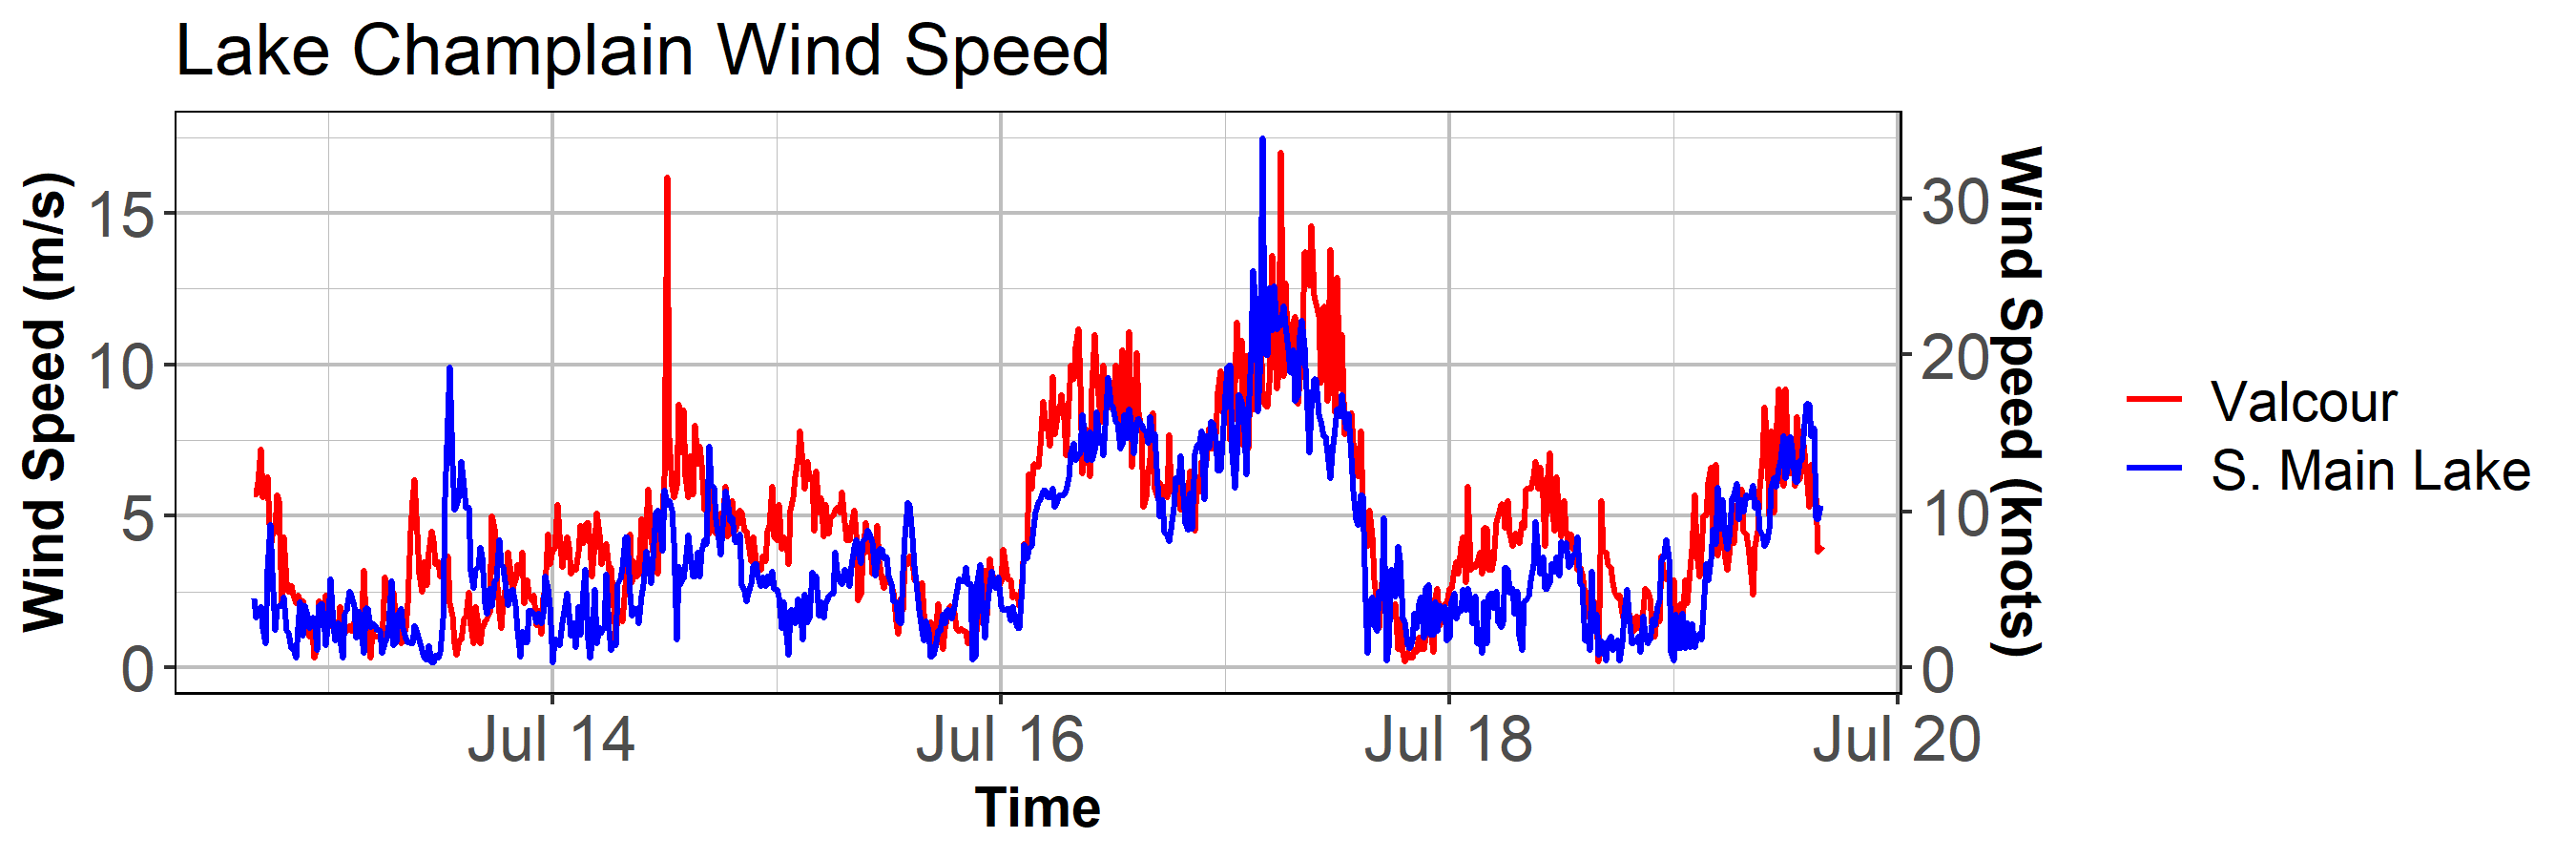 Lake Champlain Wind Speed
Wind Speed (m/s)
15
10
5
0
30
20
10
0
Wind Speed (knots)
Jul 14
Jul 16
Jul 18
Jul 20
Time
Valcour
S. Main Lake